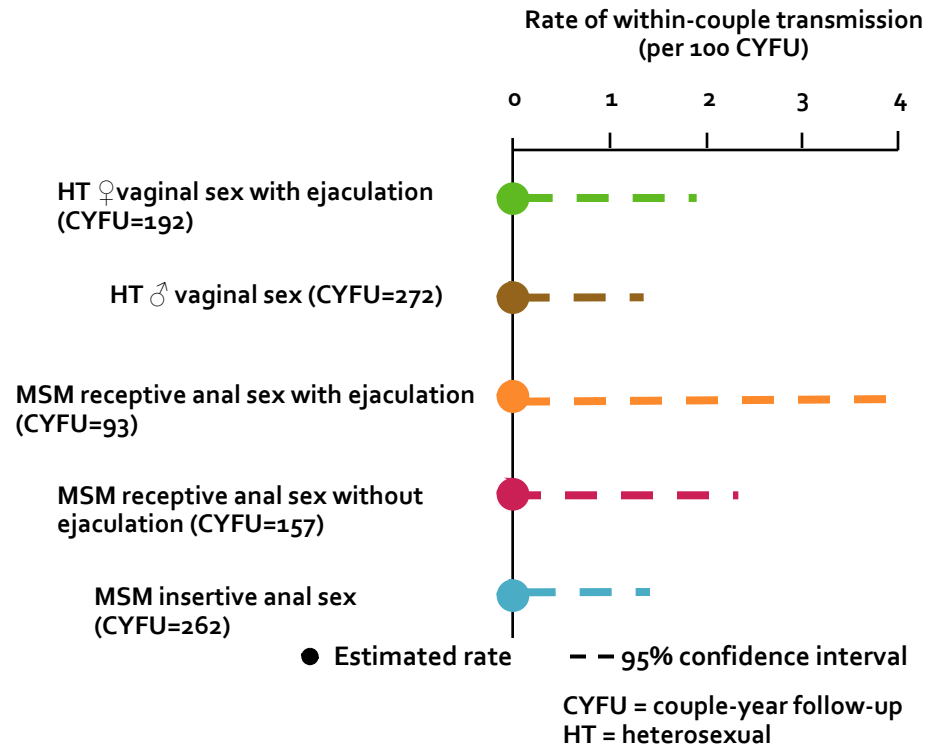 Rate of within-couple transmission
(per 100 CYFU)
0 1 2 3 4
HT ♀vaginal sex with ejaculation
(CYFU=192)
HT ♂ vaginal sex (CYFU=272)
MSM receptive anal sex with ejaculation
(CYFU=93)
MSM receptive anal sex without
ejaculation (CYFU=157)
MSM insertive anal sex
(CYFU=262)
Estimated rate
95% confidence interval
CYFU = couple-year follow-up
HT = heterosexual